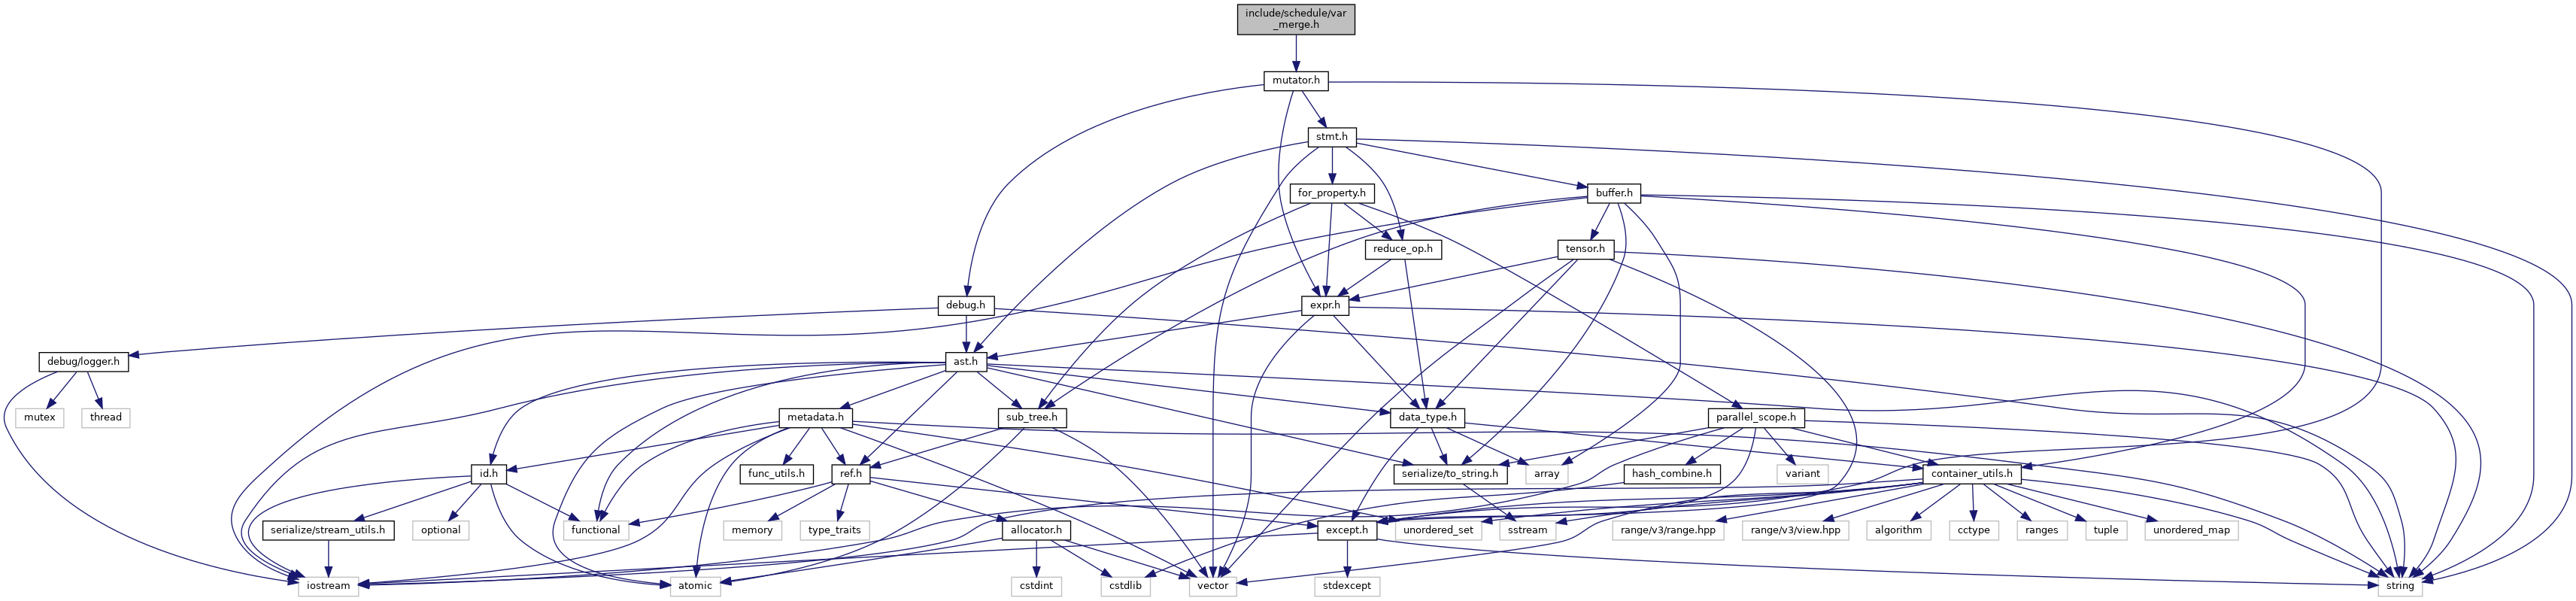 include/schedule/var
_merge.h
mutator.h
stmt.h
for_property.h
buffer.h
reduce_op.h
tensor.h
debug.h
expr.h
debug/logger.h
ast.h
mutex
thread
metadata.h
sub_tree.h
data_type.h
parallel_scope.h
id.h
func_utils.h
ref.h
serialize/to_string.h
array
hash_combine.h
variant
container_utils.h
serialize/stream_utils.h
optional
functional
memory
type_traits
allocator.h
except.h
unordered_set
sstream
range/v3/range.hpp
range/v3/view.hpp
algorithm
cctype
ranges
tuple
unordered_map
iostream
atomic
cstdint
cstdlib
vector
stdexcept
string